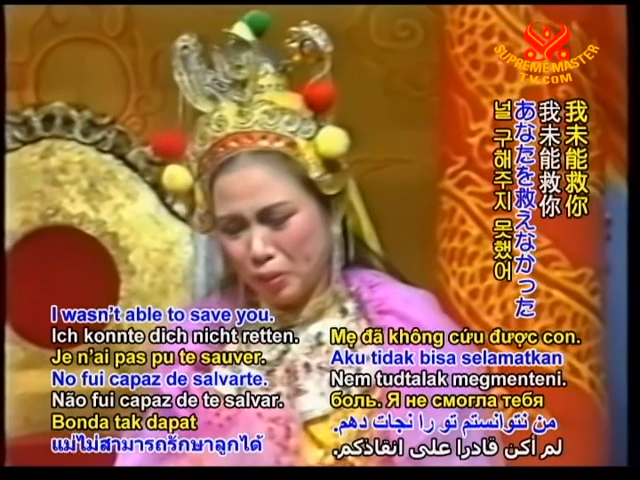 SUPREME MASTER
TV.COM
我未能救你
我未能救你
あなたを救えなかった
널 구해주지 못했어
I wasn't able to save you.
Ich konnte dich nicht retten.
Je n'ai pas pu te sauver.
No fui capaz de salvarte.
Não fui capaz de te salvar.
Bonda tak dapat
แม่ไม่สามารถรักษาลูกได้
Mẹ đã không cứu được con.
Aku tidak bisa selamatkan
Nem tudtalak megmenteni.
боль. Я не смогла тебя
من نتوانستم تو را نجات دهم.
لم أكن قادرا على انقاذكم.